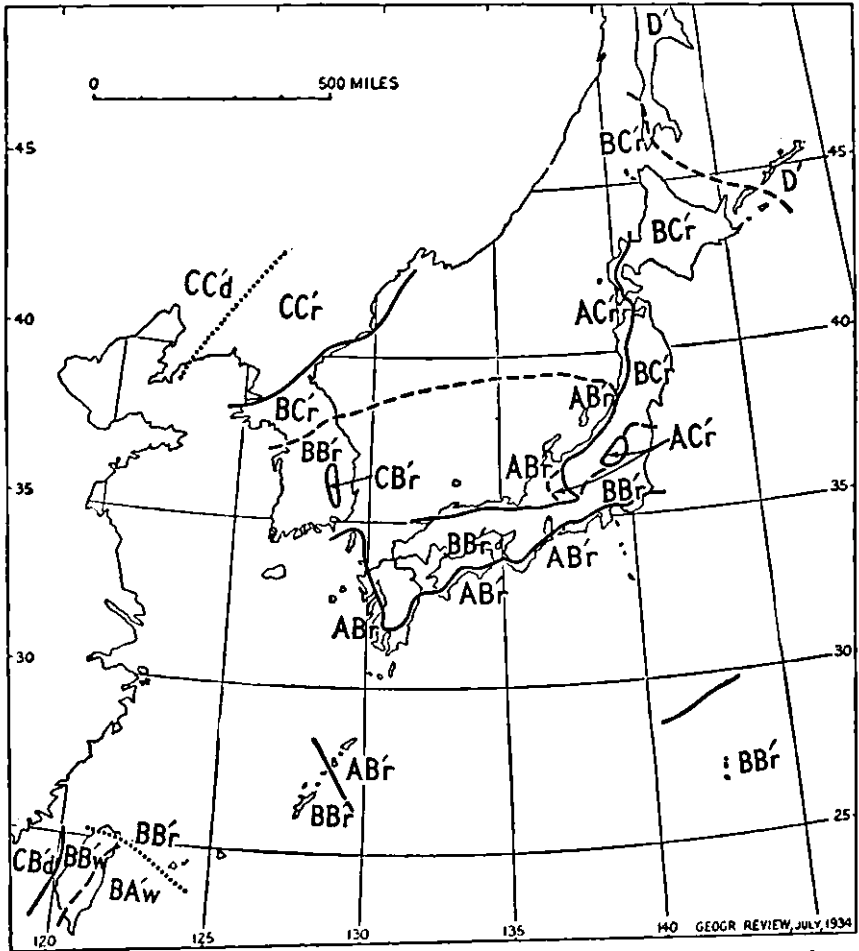 D′
0 500 MILES
45
BC′r
45
D′
BC′r
CC′d
CC′r
40
AC′r
40
BC′r
BC′r
AB′r
AC′r
BB′r
AB′r
CB′r
35
BB′r
35
BB′r
AB′r
AB′r
AB′r
30
30
BB′r
AB′r
BB′r
25
CB′d BB′w BB′r
BA′w
120 125 130 135 140 GEOGR REVIEW, JULY, 1934